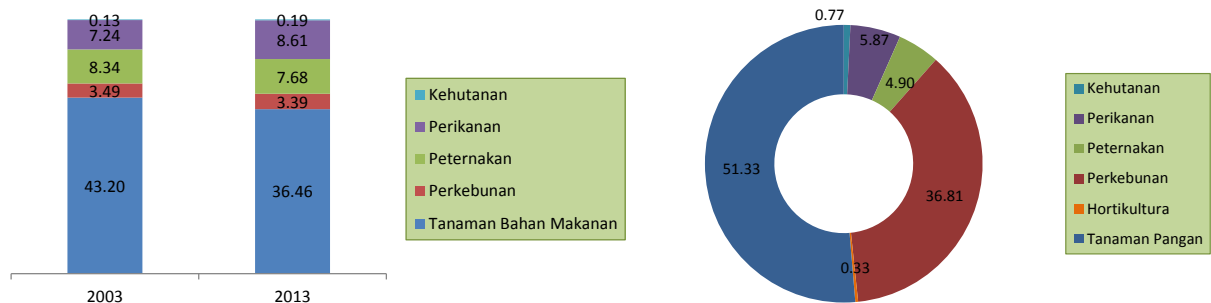 0.13
7.24
8.34
3.49
43.20
2003
0.19
8.61
7.68
3.39
36.46
2013
Kehutanan
Perikanan
Peternakan
Perkebunan
Tanaman Bahan Makanan
0.77
5.87
4.90
36.81
0.33
51.33
Kehutanan
Perikanan
Peternakan
Perkebunan
Hortikultura
Tanaman Pangan